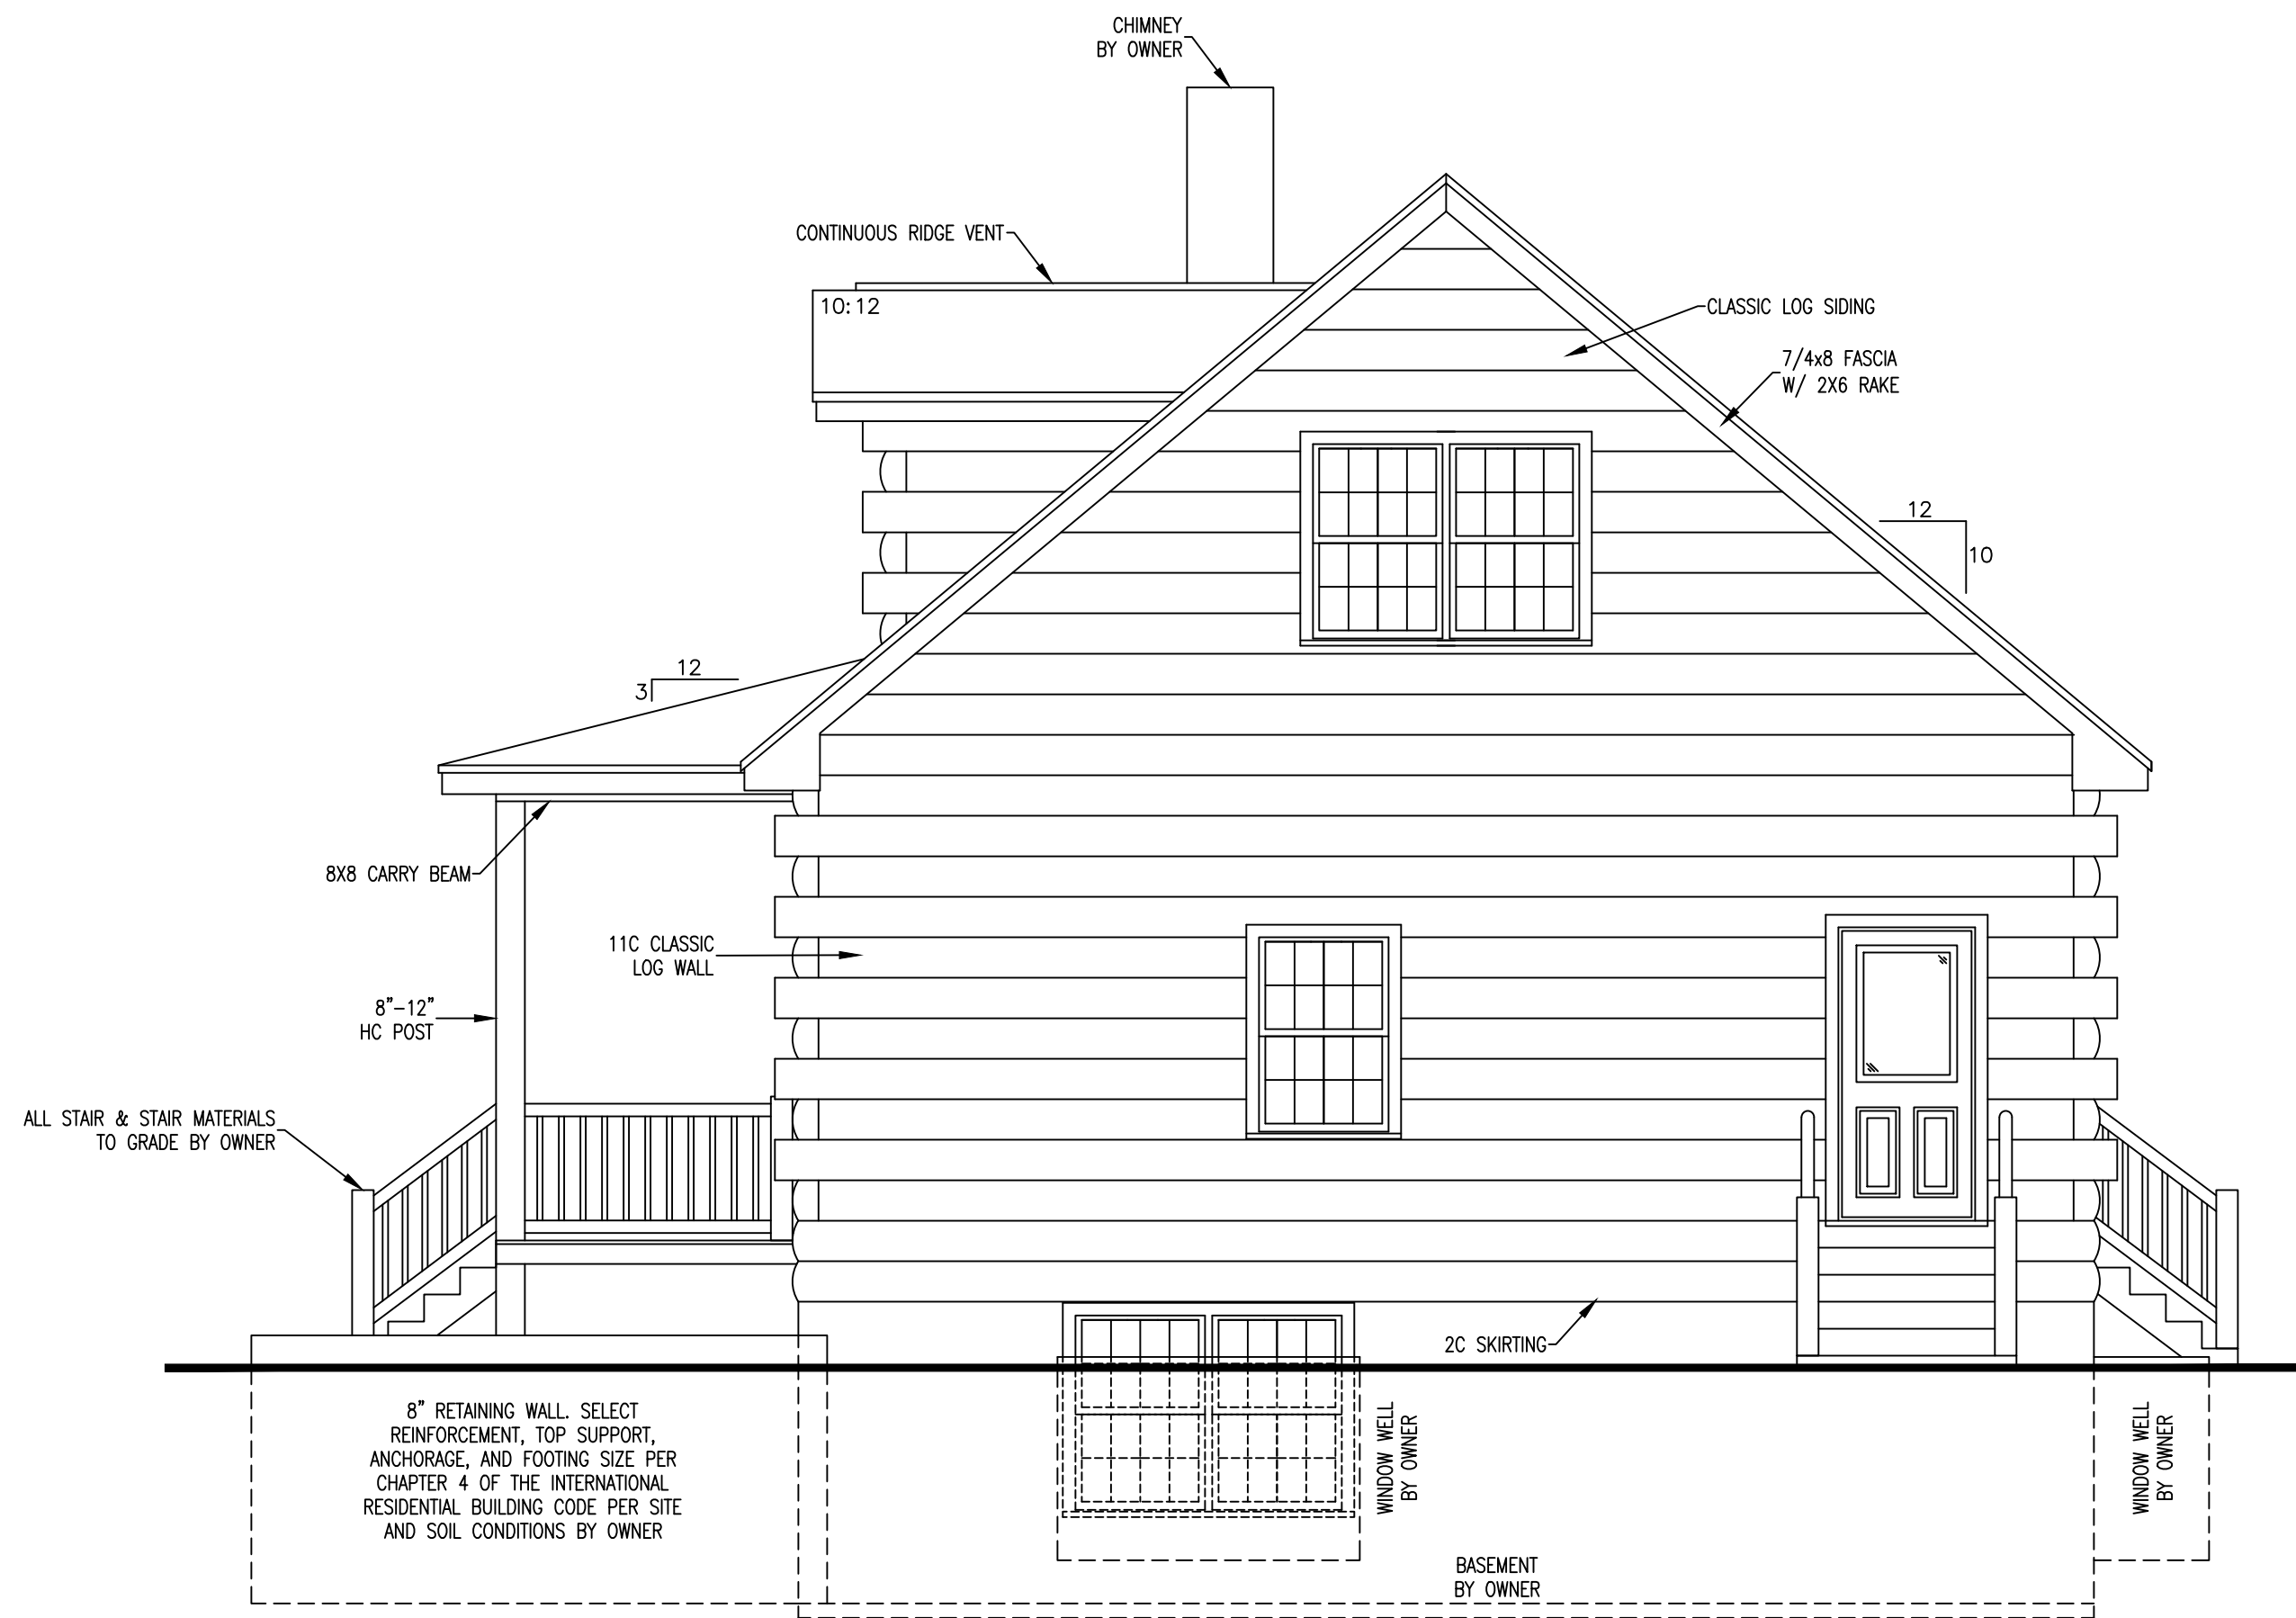 CHIMNEY
BY OWNER
CONTINUOUS RIDGE VENT
10:12
CLASSIC LOG SIDING
7/4x8 FASCIA
W/ 2X6 RAKE
12
10
12
3
8X8 CARRY BEAM
11C CLASSIC
LOG WALL
8"-12"
HC POST
ALL STAIR & STAIR MATERIALS
TO GRADE BY OWNER
2C SKIRTING
8" RETAINING WALL. SELECT
REINFORCEMENT, TOP SUPPORT,
ANCHORAGE, AND FOOTING SIZE PER
CHAPTER 4 OF THE INTERNATIONAL
RESIDENTIAL BUILDING CODE PER SITE
AND SOIL CONDITIONS BY OWNER
WINDOW WELL
BY OWNER
WINDOW WELL
BY OWNER
BASEMENT
BY OWNER